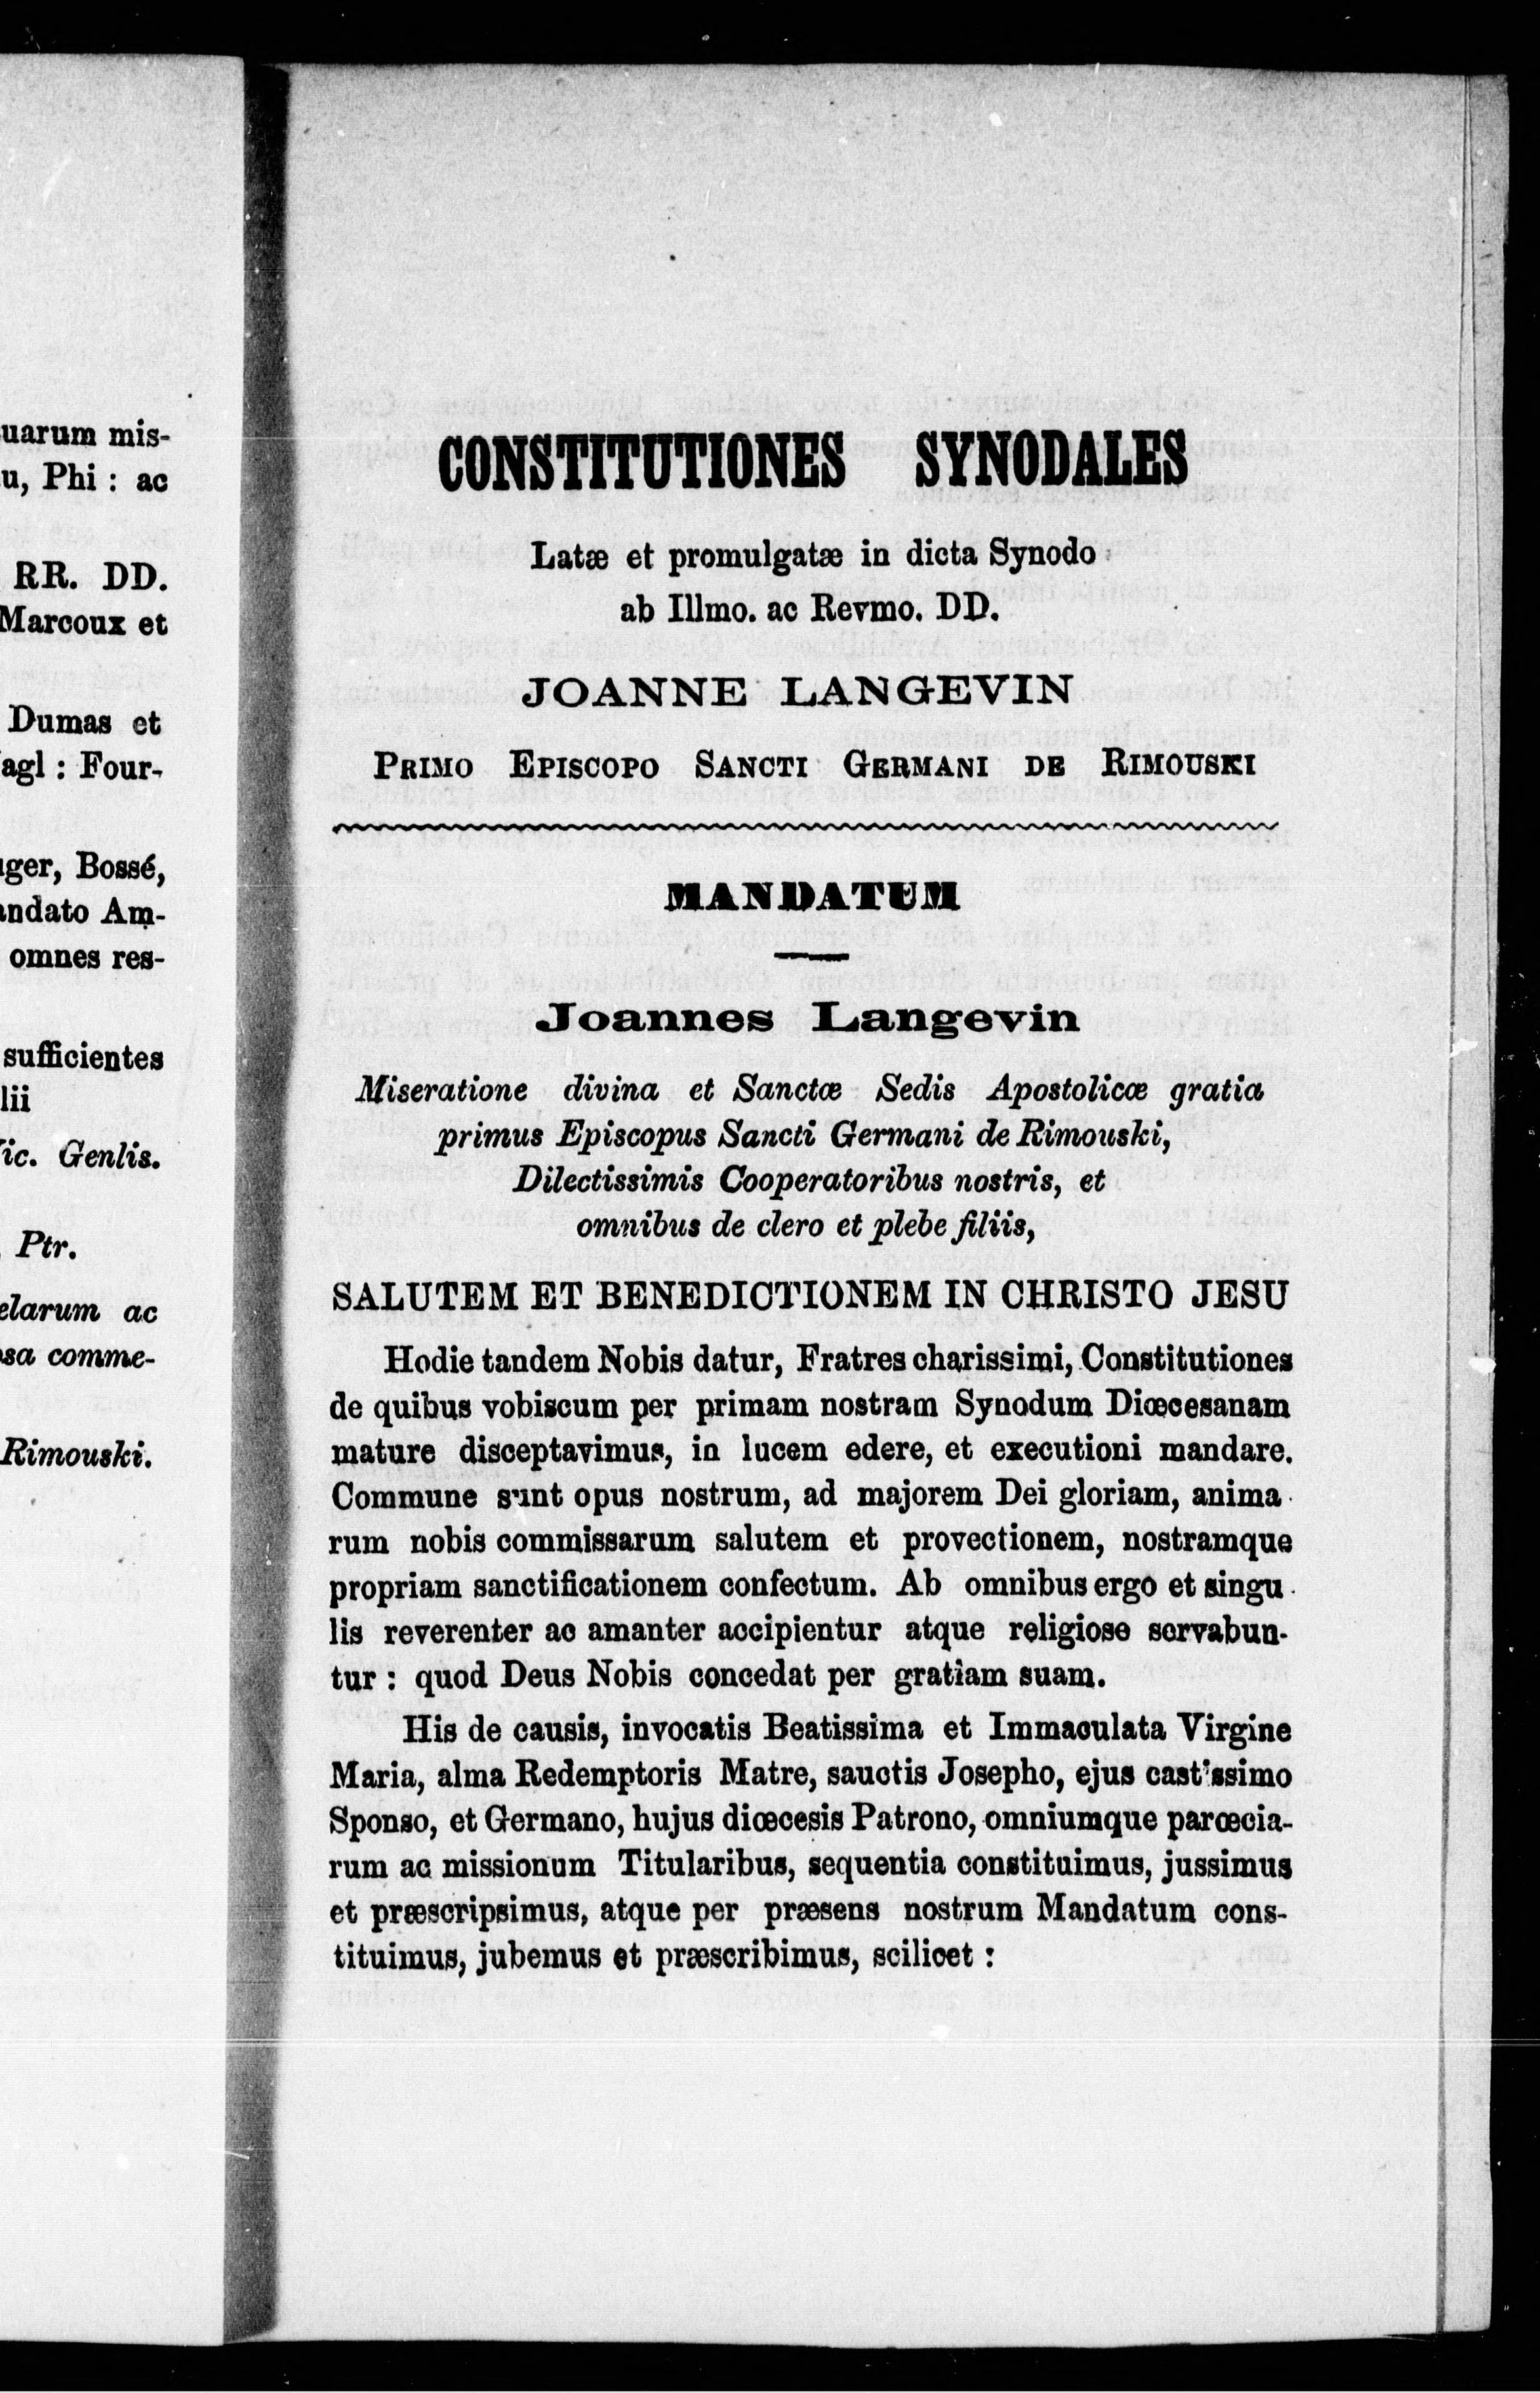 uarum mis-
u, Phi : ac
RR. DD.
Marcoux et
Dumas et
agl : Four-
ger, Bossé,
andato Am-
omnes res-
sufficientes
lii
ic. Genlis.
Ptr.
elarum ac
sa comme-
Rimouski.
CONSTITUTIONES SYNODALES
Latæ et promulgatæ in dicta Synodo
ab Illmo. ac Revmo. DD.
JOANNE LANGEVIN
PRIMO EPISCOPO SANCTI GERMANI DE RIMOUSKI
MANDATUM
Joannes Langevin
Miseratione divina et Sanctæ Sedis Apostolicæ gratia
primus Episcopus Sancti Germani de Rimouski,
Dilectissimis Cooperatoribus nostris, et
omnibus de clero et plebe filiis,
SALUTEM ET BENEDICTIONEM IN CHRISTO JESU
Hodie tandem Nobis datur, Fratres charissimi, Constitutiones
de quibus vobiscum per primam nostram Synodum Diœcesanam
mature disceptavimus, in lucem edere, et executioni mandare.
Commune sunt opus nostrum, ad majorem Dei gloriam, anima-
rum nobis commissarum salutem et provectionem, nostramque
propriam sanctificationem confectum. Ab omnibus ergo et singu-
lis reverenter ac amanter accipientur atque religiose servabun-
tur : quod Deus Nobis concedat per gratiam suam.
His de causis, invocatis Beatissima et Immaculata Virgine
Maria, alma Redemptoris Matre, sauctis Josepho, ejus castissimo
Sponso, et Germano, hujus diœcesis Patrono, omniumque parœcia-
rum ac missionum Titularibus, sequentia constituimus, jussimus
et præscripsimus, atque per præsens nostrum Mandatum cons-
tituimus, jubemus et præscribimus, scilicet :